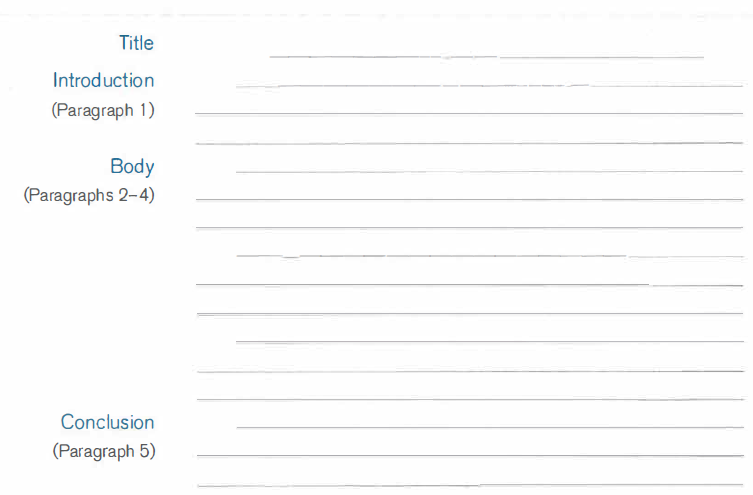 Title
Introduction
(Paragraph 1)
Body
(Paragraphs 2–4)
Conclusion
(Paragraph 5)